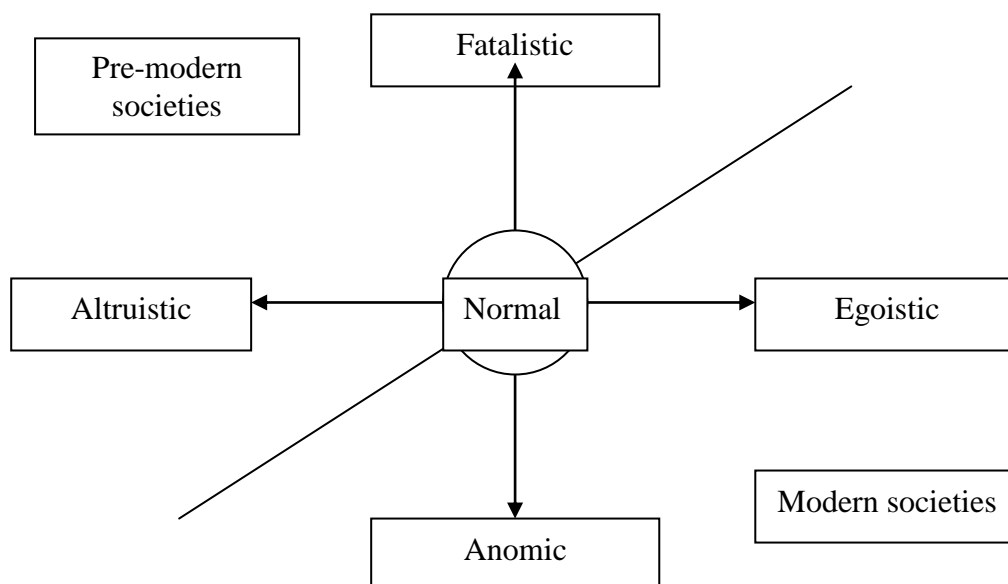 Fatalistic
Pre-modern
societies
Altruistic
Normal
Egoistic
Modern societies
Anomic